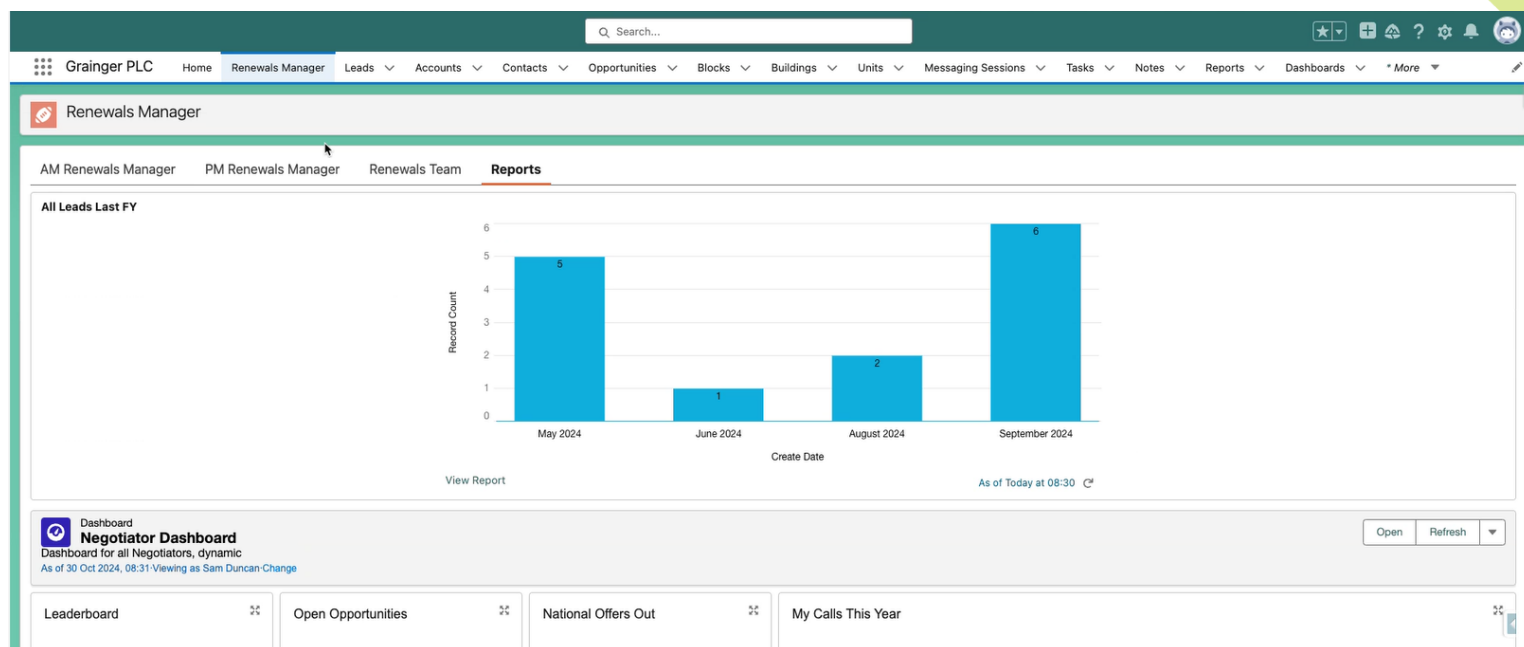 Search...
Grainger PLC Home Renewals Manager Leads Accounts Contacts Opportunities Blocks Buildings Units Messaging Sessions Tasks Notes Reports Dashboards * More
Renewals Manager
AM Renewals Manager PM Renewals Manager Renewals Team Reports
All Leads Last FY
6
5
4
3
2
1
0
Record Count
5
1
2
6
May 2024 June 2024 August 2024 September 2024
Create Date
View Report As of Today at 08:30
Dashboard
Negotiator Dashboard
Dashboard for all Negotiators, dynamic
As of 30 Oct 2024, 08:31·Viewing as Sam Duncan·Change
Open Refresh
Leaderboard Open Opportunities National Offers Out My Calls This Year